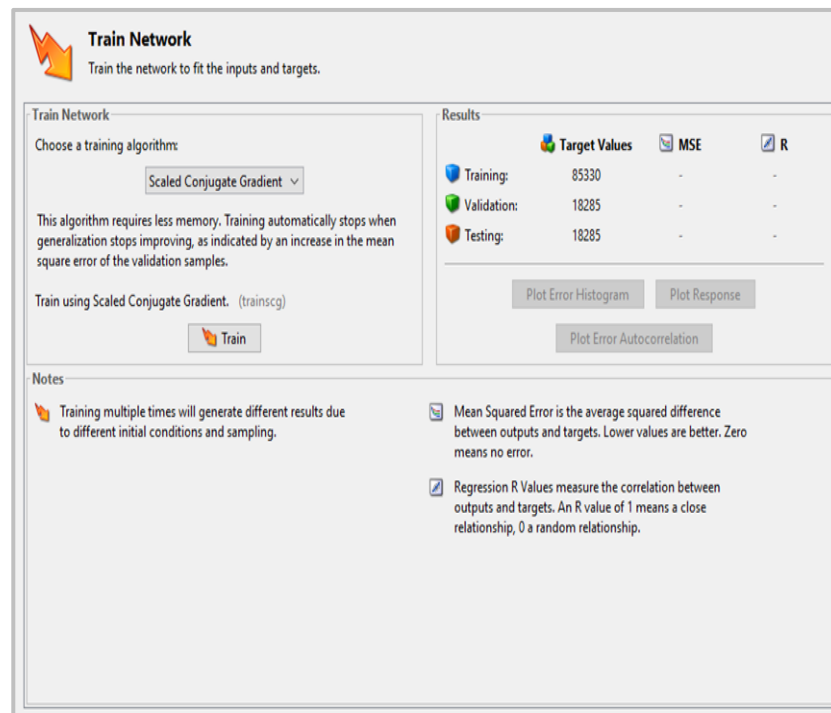 Train Network
Train the network to fit the inputs and targets.
Train Network
Choose a training algorithm:
Scaled Conjugate Gradient
This algorithm requires less memory. Training automatically stops when
generalization stops improving, as indicated by an increase in the mean
square error of the validation samples.
Train using Scaled Conjugate Gradient. (trainscg)
Train
Results
Target Values MSE R
Training: 85330 - -
Validation: 18285 - -
Testing: 18285 - -
Plot Error Histogram Plot Response
Plot Error Autocorrelation
Notes
Training multiple times will generate different results due
to different initial conditions and sampling.
Mean Squared Error is the average squared difference
between outputs and targets. Lower values are better. Zero
means no error.
Regression R Values measure the correlation between
outputs and targets. An R value of 1 means a close
relationship, 0 a random relationship.